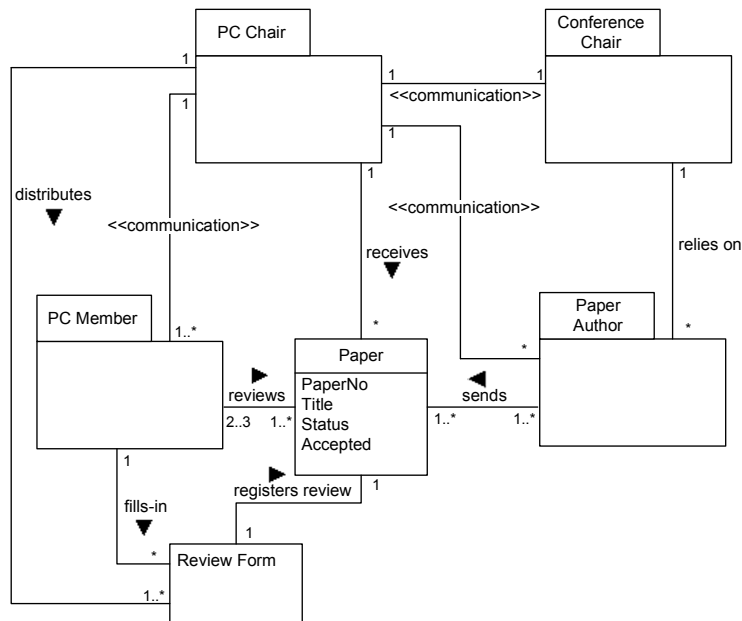 PC Chair
Conference
Chair
1
1
1
1
<<communication>>
1
1
1
distributes
<<communication>>
<<communication>>
receives
relies on
PC Member
Paper
Author
1..*
*
*
*
Paper
PaperNo
Title
Status
Accepted
reviews
2..3
1..*
sends
1..*
1..*
1
registers review
1
fills-in
1
*
Review Form
1..*